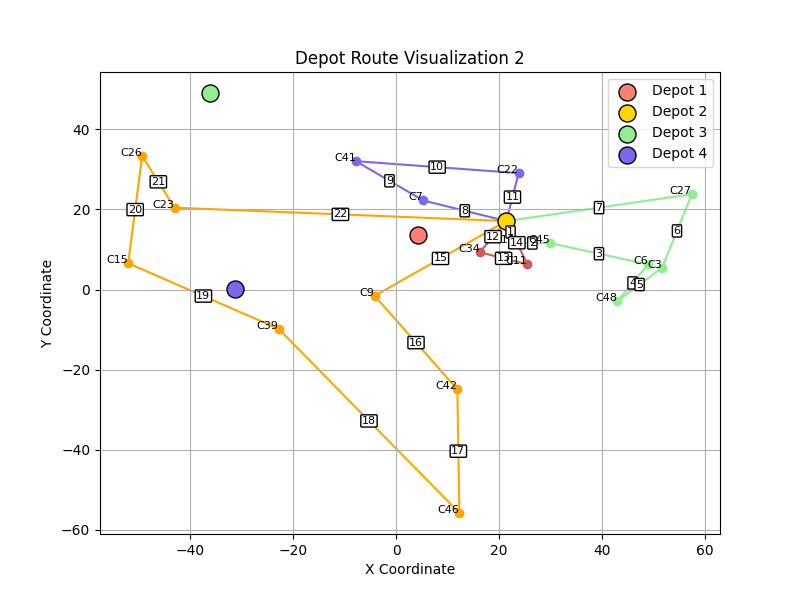 Depot Route Visualization 2
Depot 1
Depot 2
Depot 3
Depot 4
C26
C41
C22
C27
C23
C7
C15
C34
C11
C45
C6
C3
C48
C9
C39
C42
C46
1
3
5
6
7
8
9
10
11
12
13
14
15
16
17
18
19
20
21
22
40
20
0
−20
−40
−60
Y Coordinate
−40
−20
0
20
40
60
X Coordinate